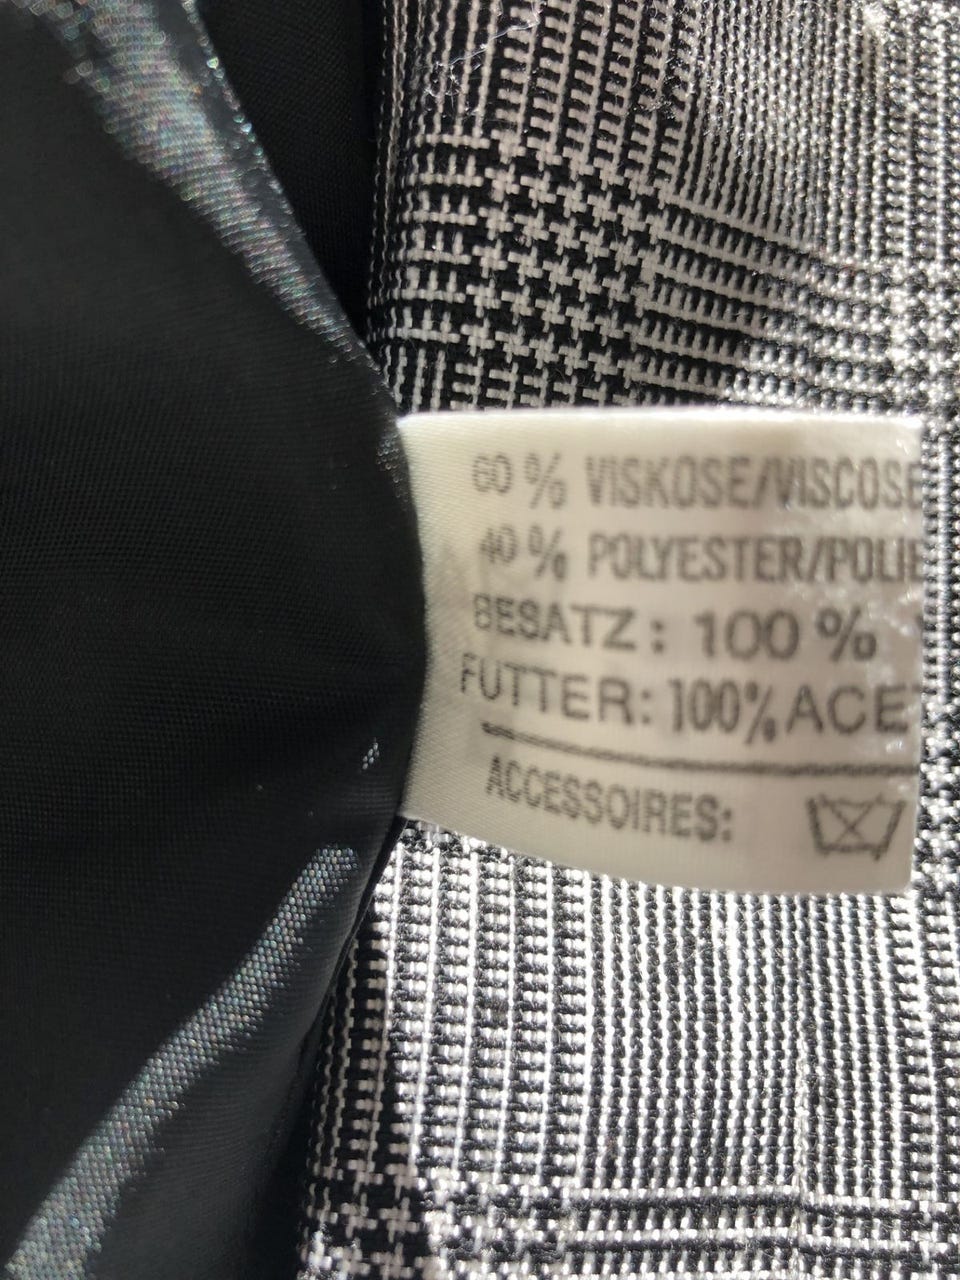 60 % VISKOSE/VISCOSE
40 % POLYESTER/POLIE
BESATZ: 100 %
FUTTER: 100% ACE
ACCESSOIRES: